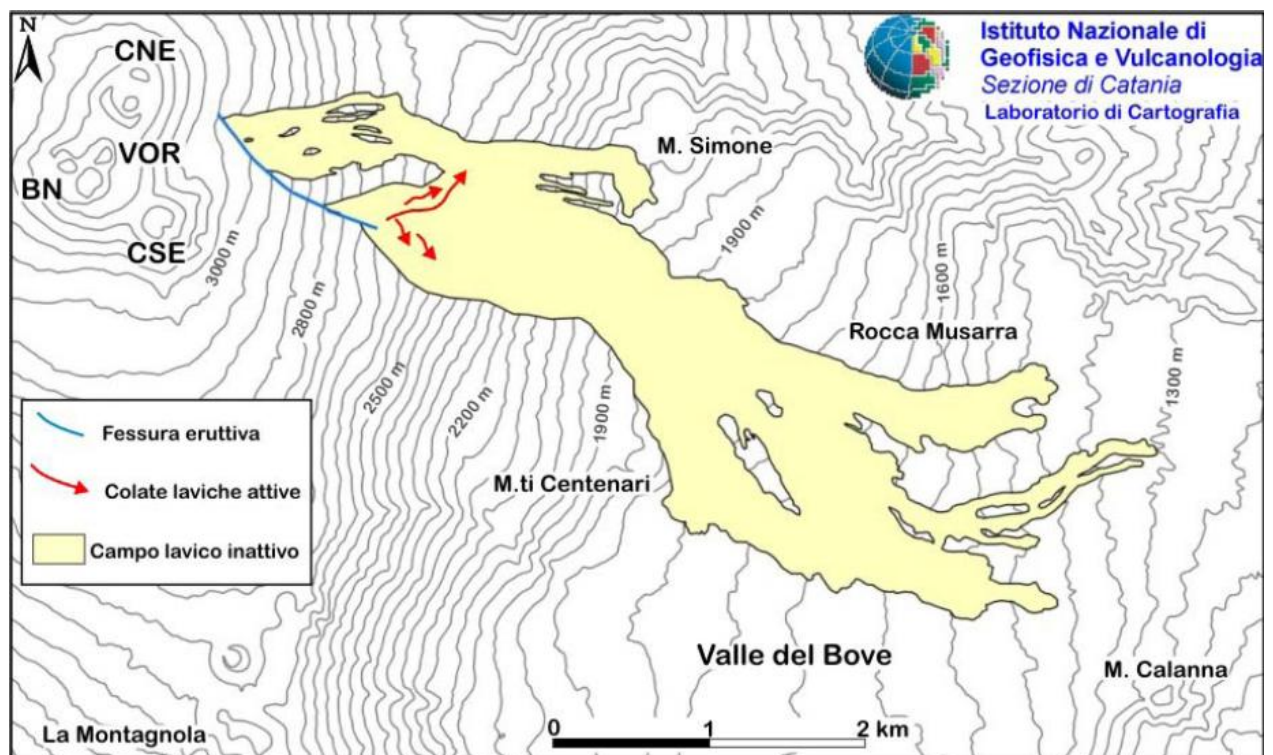 N
CNE
VOR
BN
CSE
Istituto Nazionale di
Geofisica e Vulcanologia
Sezione di Catania
Laboratorio di Cartografia
M. Simone
3000 m
2800 m
2500 m
2200 m
1900 m
1900 m
1600 m
1300 m
Rocca Musarra
M.ti Centenari
Fessura eruttiva
Colate laviche attive
Campo lavico inattivo
Valle del Bove
M. Calanna
La Montagnola
0 1 2 km